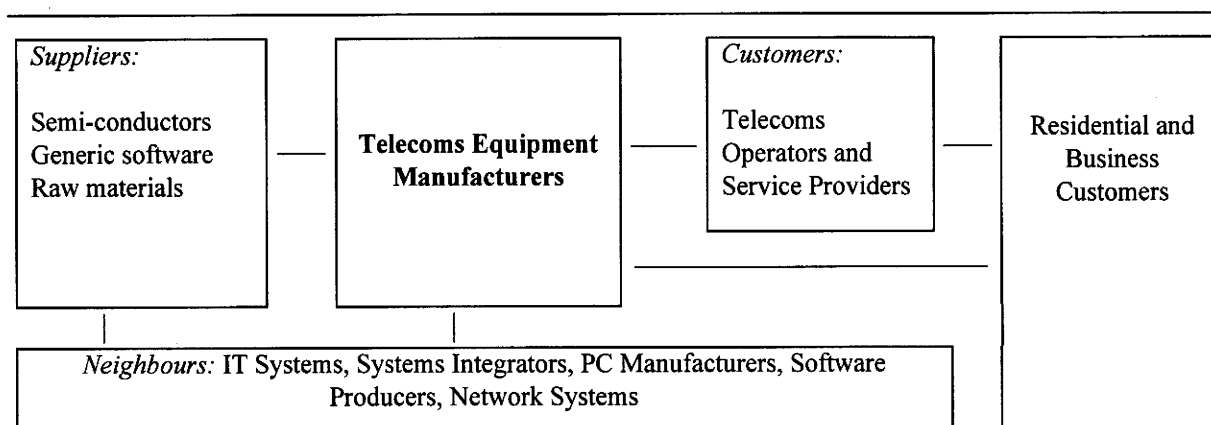 Suppliers:
Semi-conductors
Generic software
Raw materials
Telecoms Equipment
Manufacturers
Customers:
Telecoms
Operators and
Service Providers
Residential and
Business
Customers
Neighbours: IT Systems, Systems Integrators, PC Manufacturers, Software
Producers, Network Systems